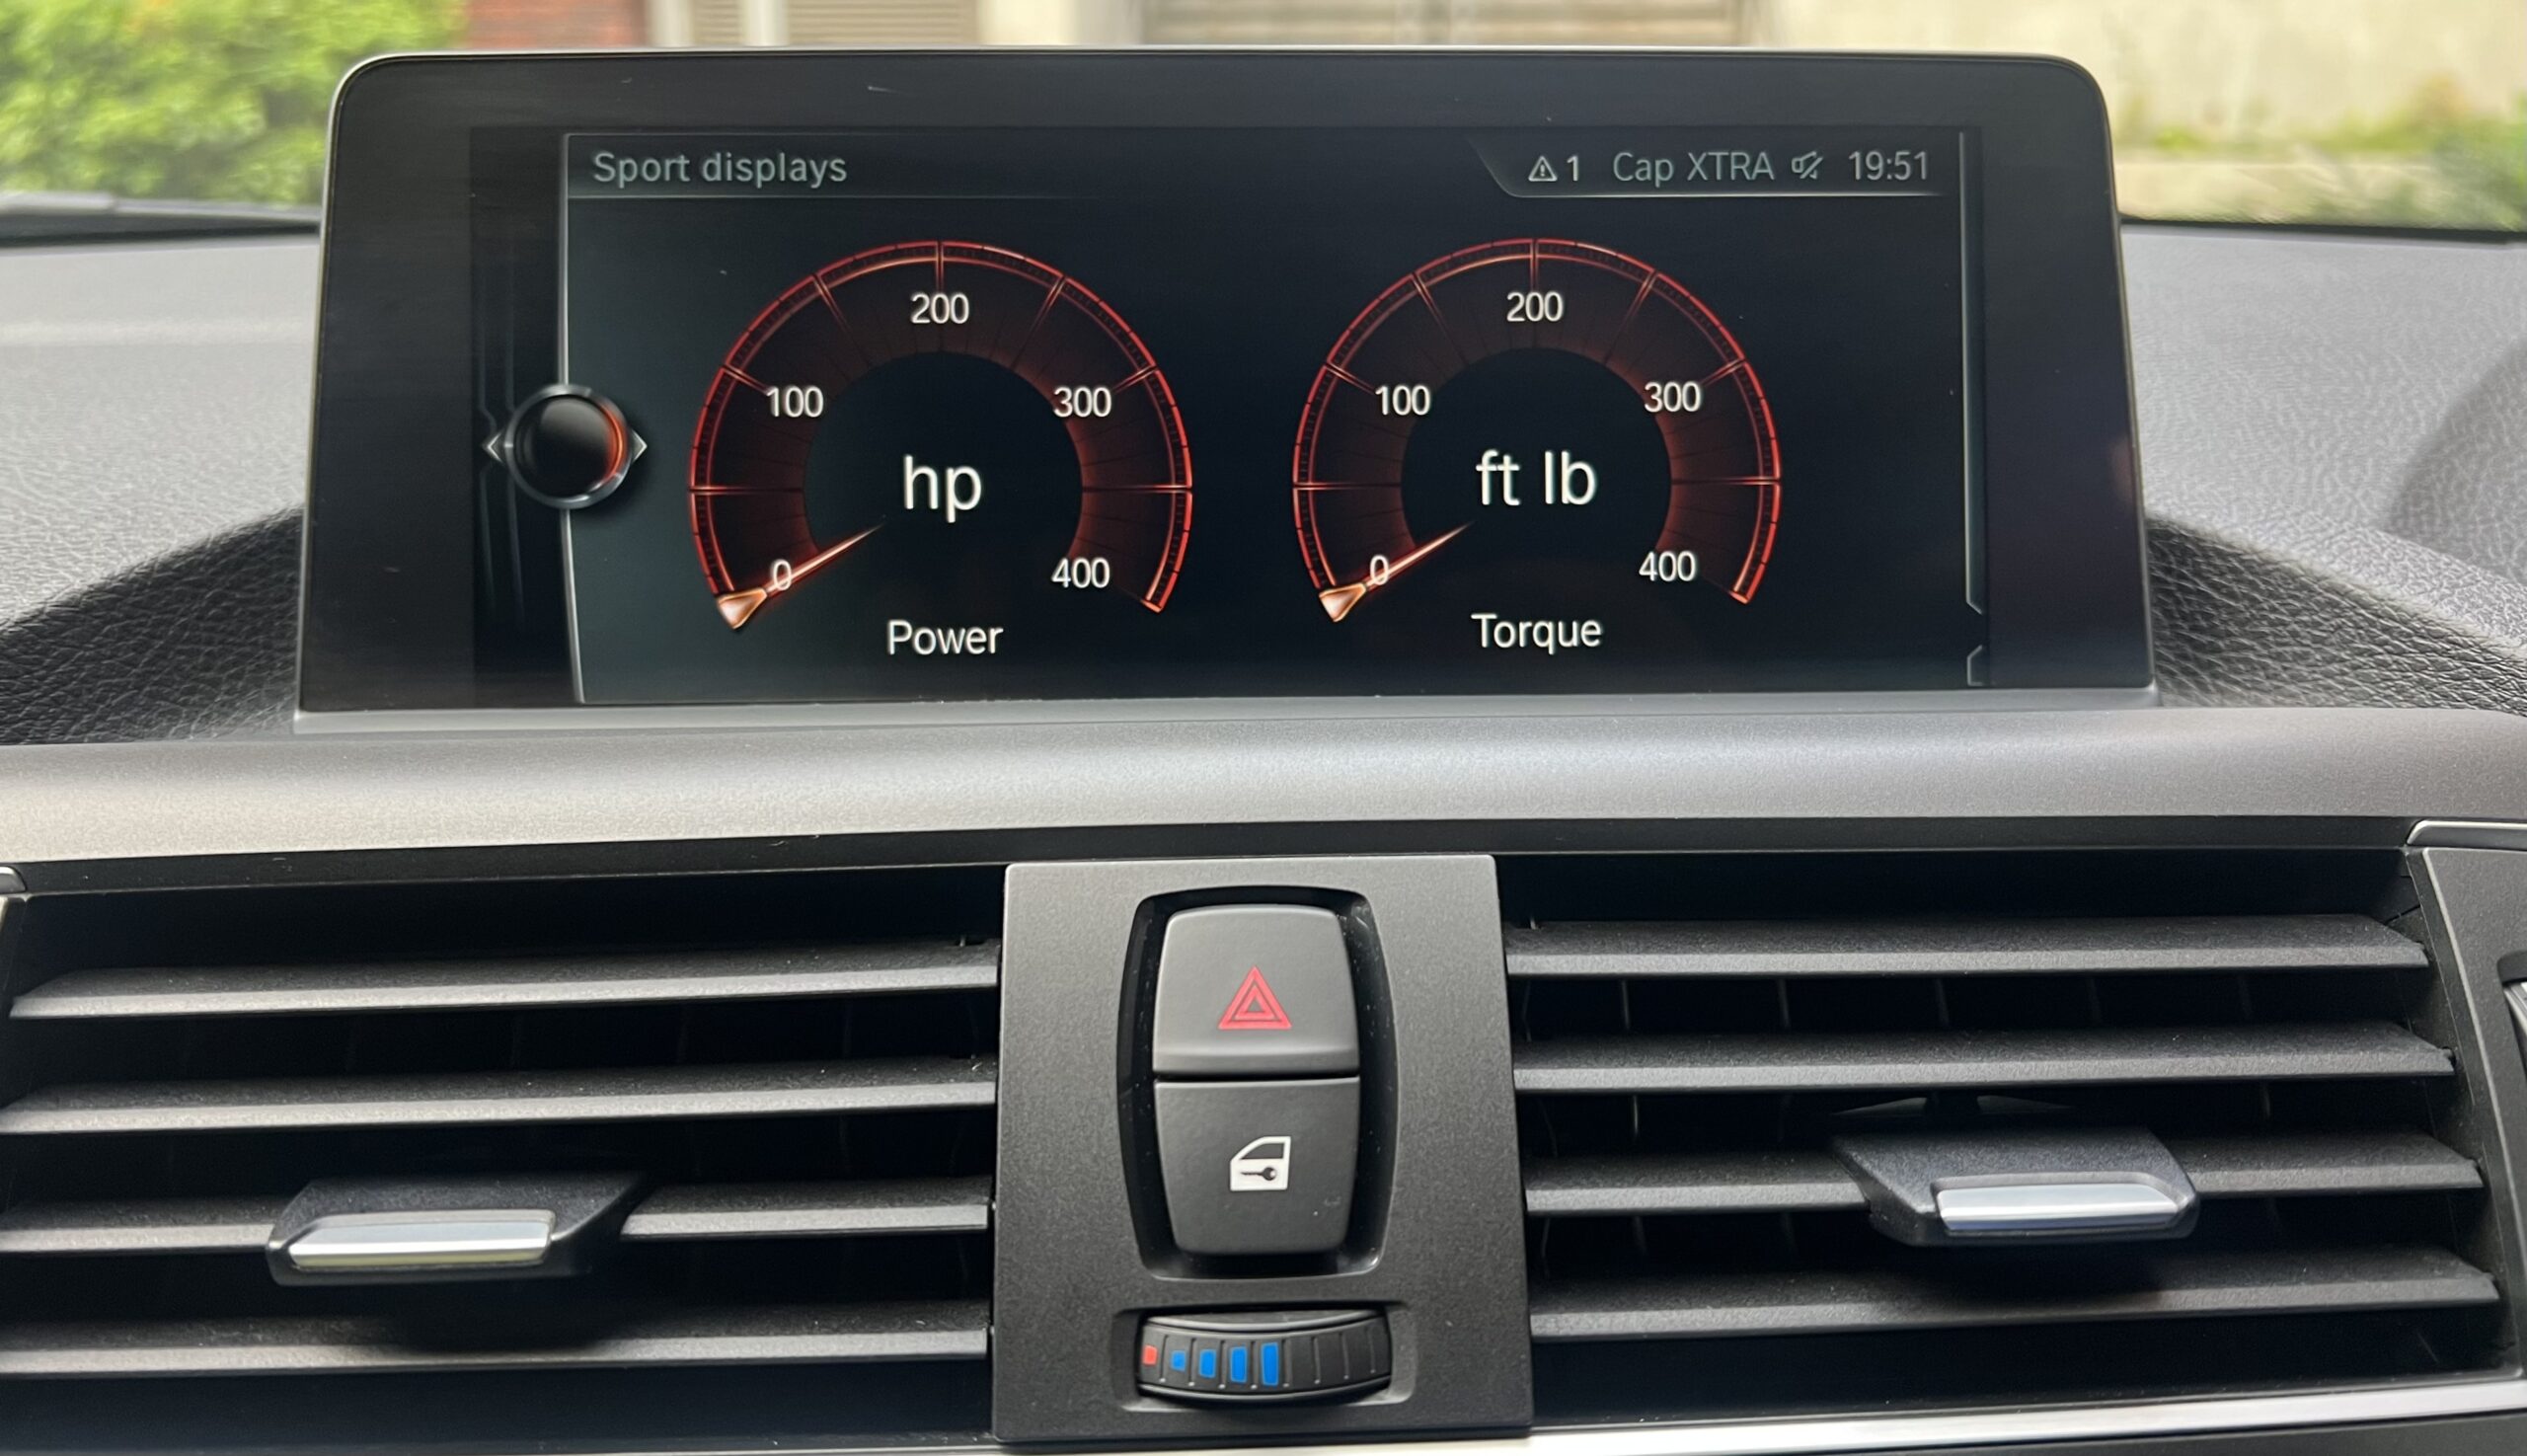 Sport displays
1 Cap XTRA 19:51
200
100 300
hp
0 400
Power
200
100 300
ft lb
0 400
Torque